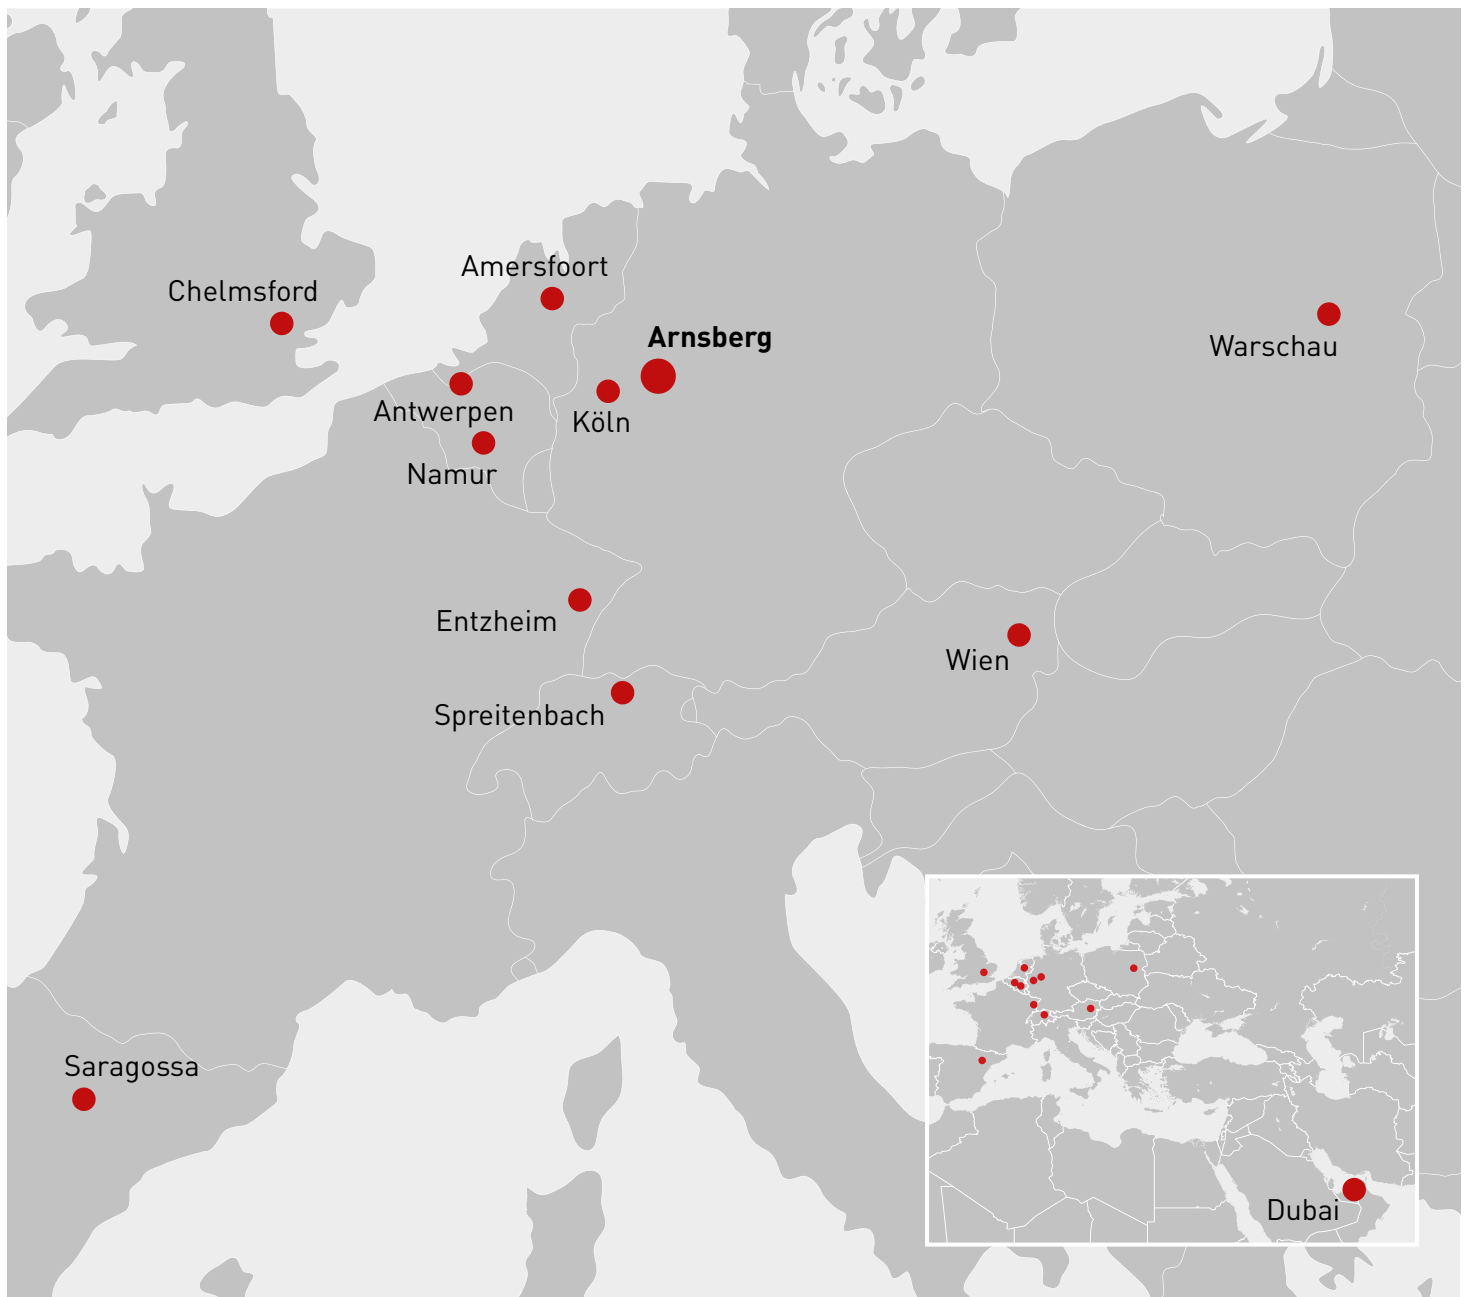 Amersfoort
Chelmsford
Arnsberg
Warschau
Antwerpen
Köln
Namur
Entzheim
Wien
Spreitenbach
Saragossa
Dubai